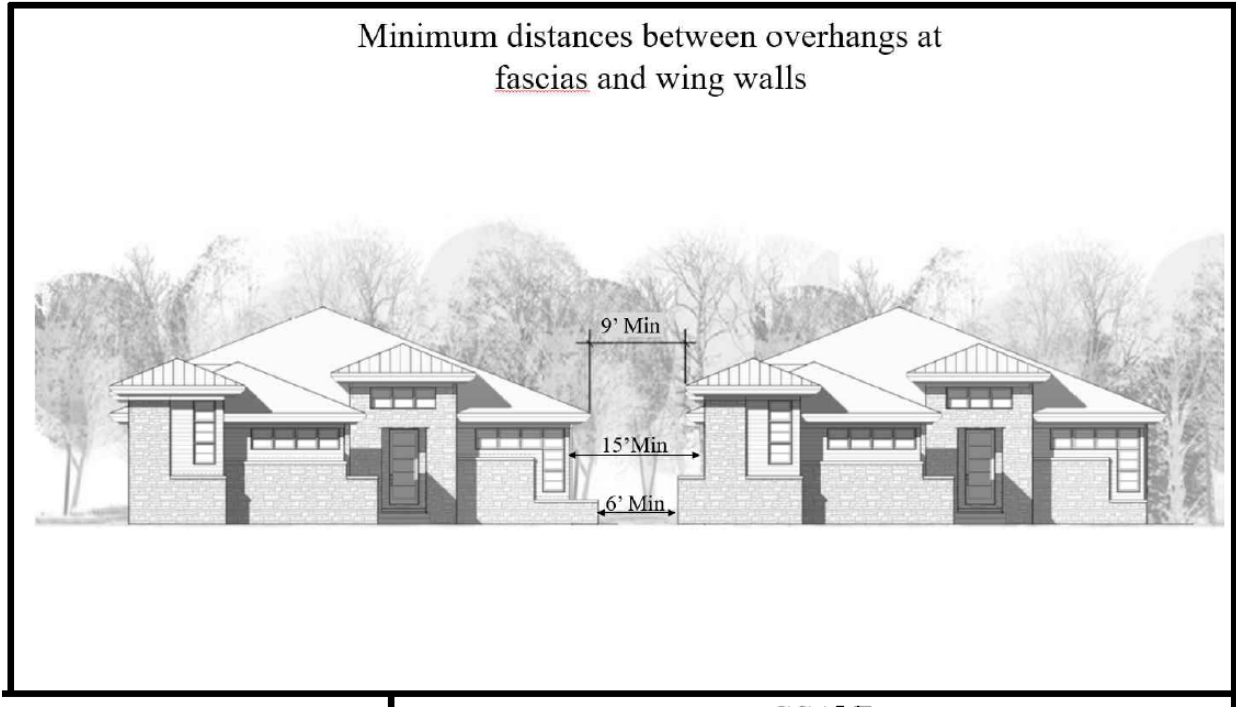 Minimum distances between overhangs at
fascias and wing walls
9’ Min
15’Min
6’ Min